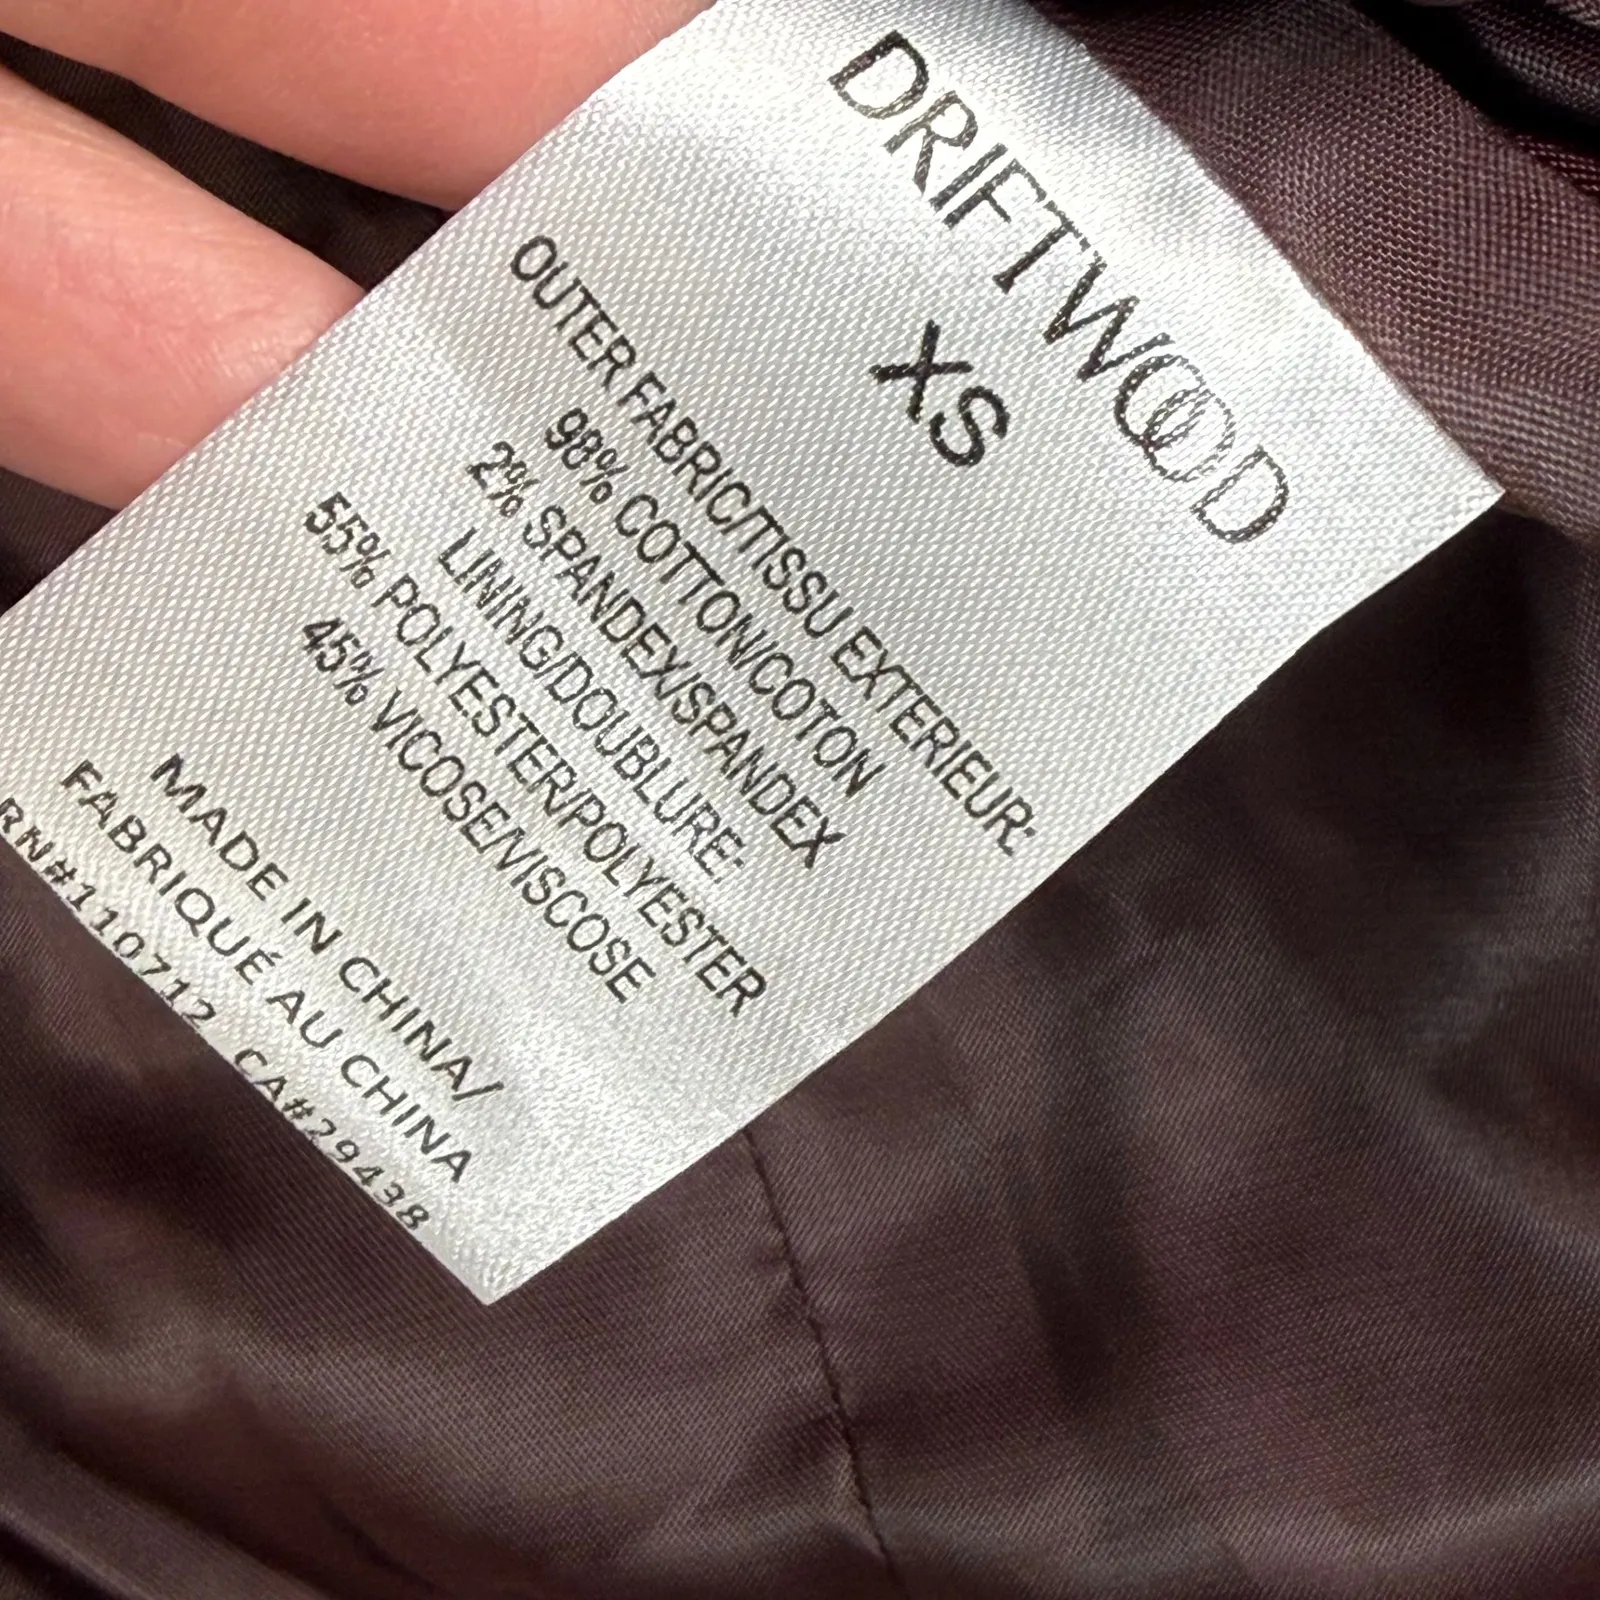 DRIFTWOOD
XS
OUTER FABRIC/TISSU EXTERIEUR:
98% COTTON/COTON
2% SPANDEX/SPANDEX
LINING/DOUBLURE:
55% POLYESTER/POLYESTER
45% VICOSE/VISCOSE
MADE IN CHINA/
FABRIQUÉ AU CHINA
RN#110712 CA#29438